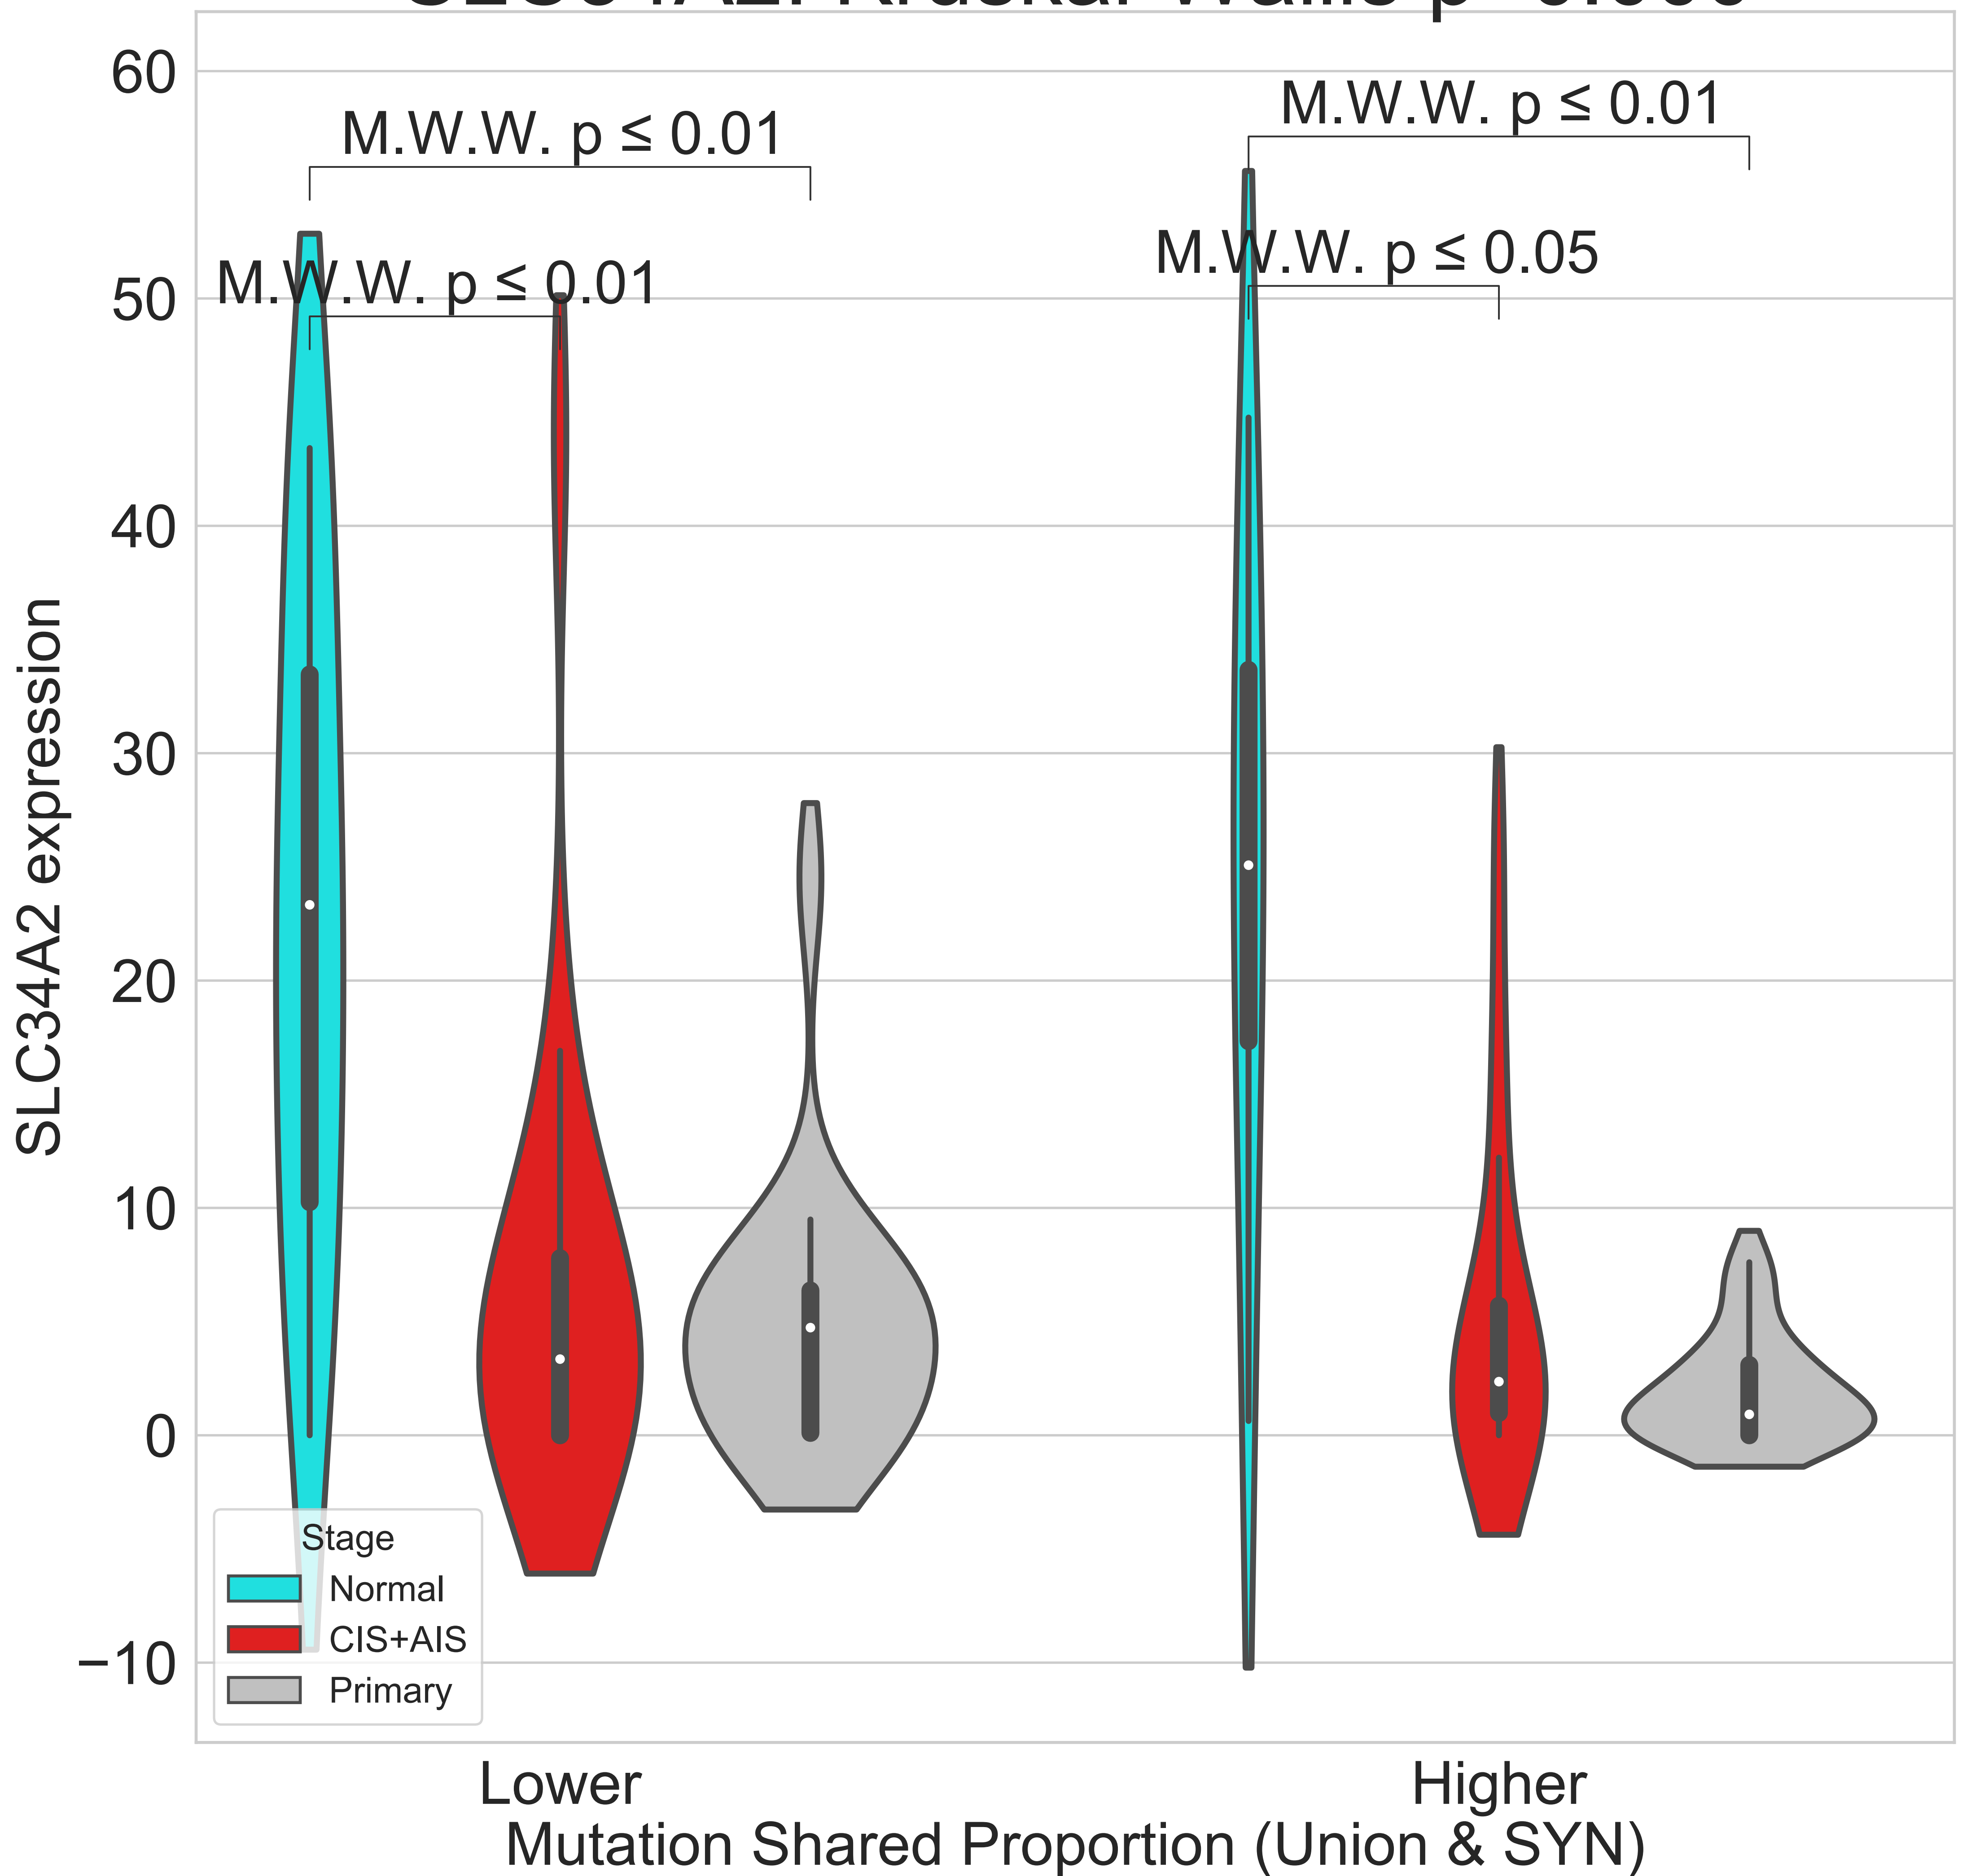 60
50
40
30
20
10
0
−10
SLC34A2 expression
M.W.W. p ≤ 0.01
M.W.W. p ≤ 0.01
M.W.W. p ≤ 0.01
M.W.W. p ≤ 0.05
Stage
Normal
CIS+AIS
Primary
Lower
Higher
Mutation Shared Proportion (Union & SYN)